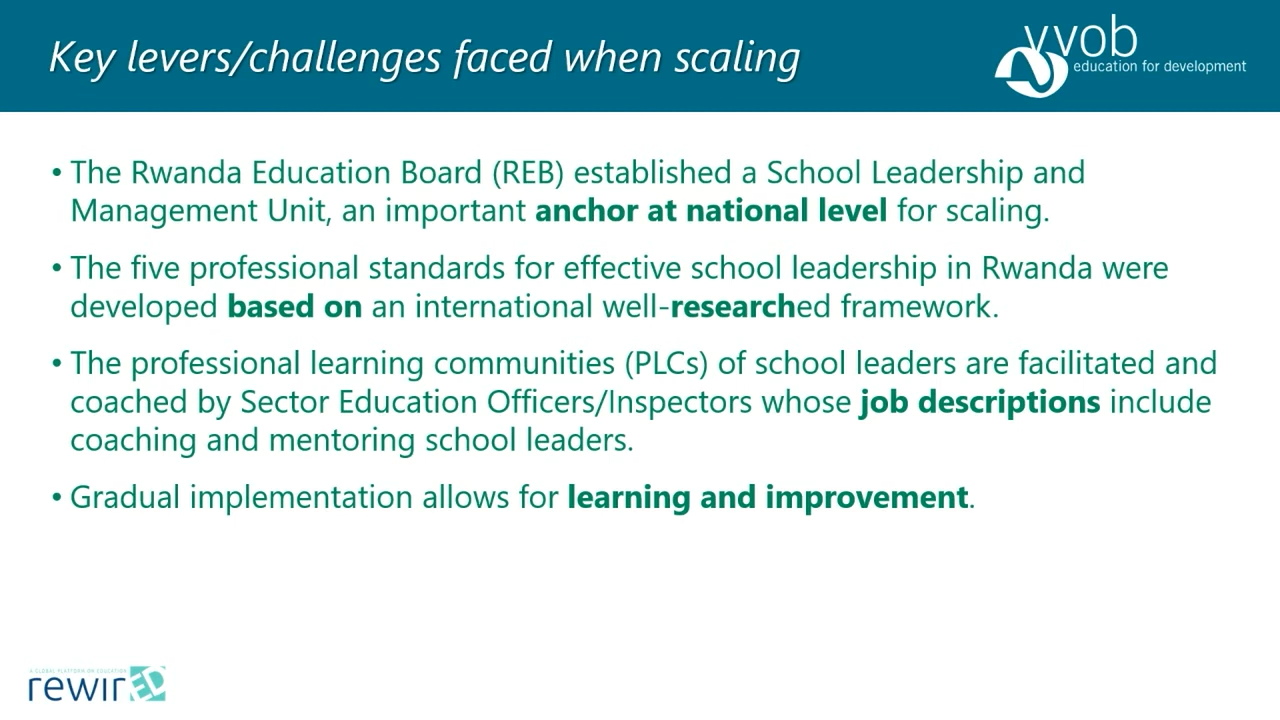 Key levers/challenges faced when scaling
vvob
education for development
• The Rwanda Education Board (REB) established a School Leadership and
Management Unit, an important anchor at national level for scaling.
• The five professional standards for effective school leadership in Rwanda were
developed based on an international well-researched framework.
• The professional learning communities (PLCs) of school leaders are facilitated and
coached by Sector Education Officers/Inspectors whose job descriptions include
coaching and mentoring school leaders.
• Gradual implementation allows for learning and improvement.
A GLOBAL PLATFORM ON EDUCATION
rewirED